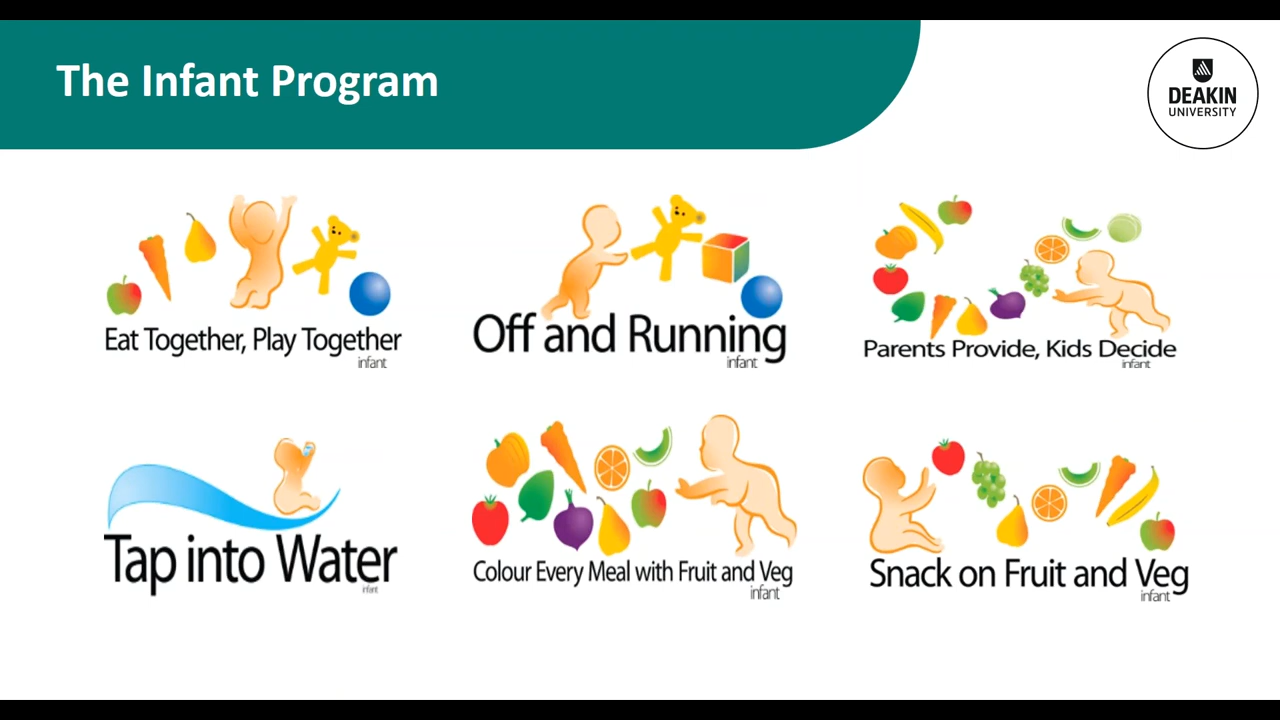 The Infant Program
DEAKIN
UNIVERSITY
Eat Together, Play Together
infant
Off and Running
infant
Parents Provide, Kids Decide
infant
Tap into Water
infant
Colour Every Meal with Fruit and Veg
infant
Snack on Fruit and Veg
infant